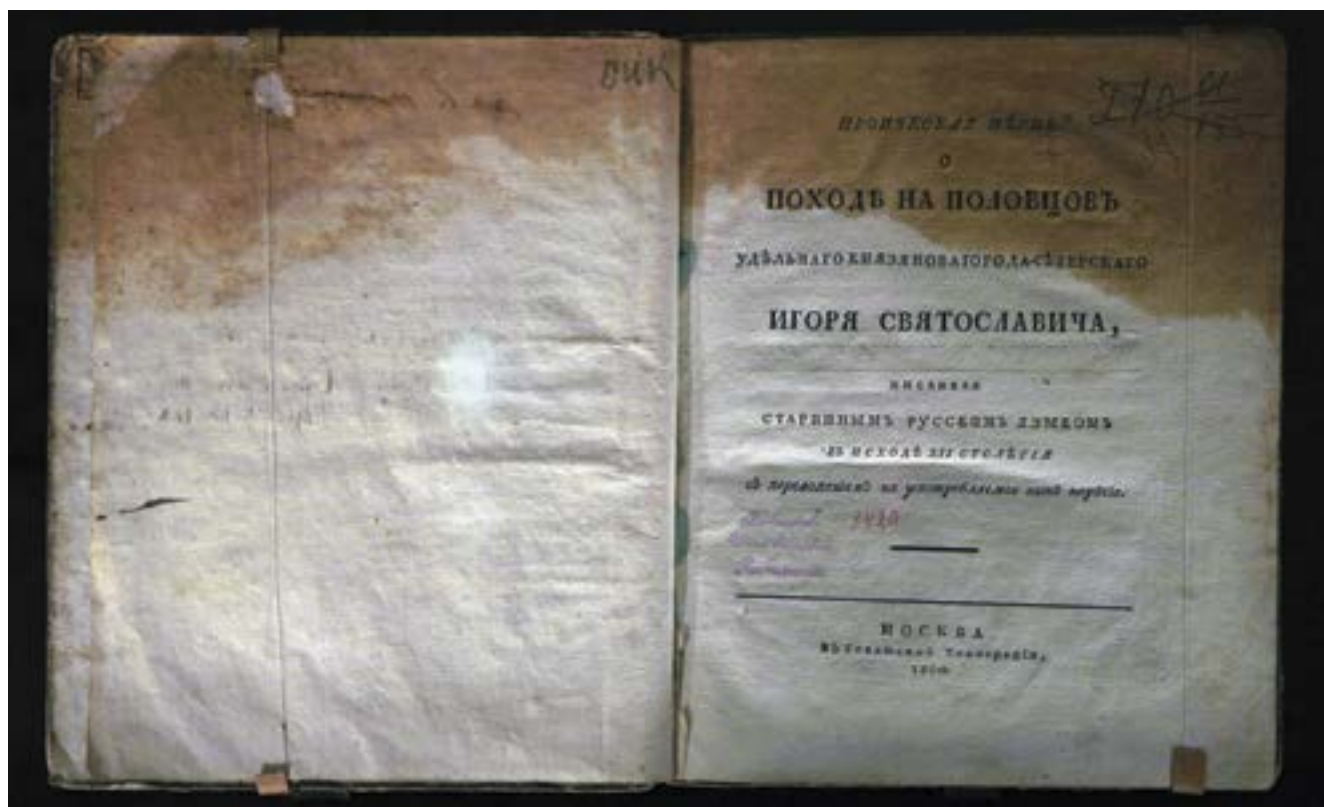 ОИК
ИРОИЧЕСКАЯ ПѢСНЬ
О
ПОХОДѢ НА ПОЛОВЦОВЪ
УДѢЛЬНАГО КНЯЗЯ НОВАГОРОДА-СѢВЕРСКАГО
ИГОРЯ СВЯТОСЛАВИЧА,
ПИСАННАЯ
СТАРИННЫМЪ РУССКИМЪ ЯЗЫКОМЪ
ВЪ ИСХОДѢ XII СТОЛѢТІЯ
съ переложеніемъ на употребляемое нынѣ нарѣчіе.
МОСКВА
Въ Сенатской Типографіи,
1800.